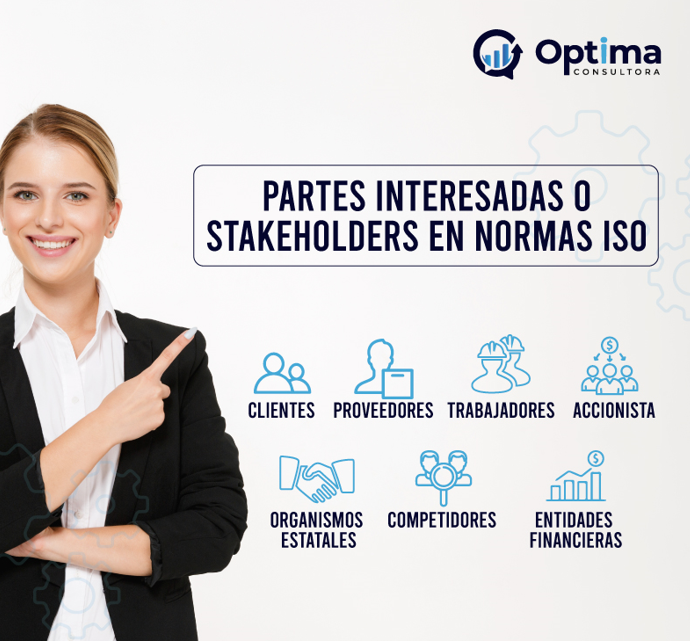 Optima
CONSULTORA
PARTES INTERESADAS O
STAKEHOLDERS EN NORMAS ISO
CLIENTES
PROVEEDORES
TRABAJADORES
ACCIONISTA
ORGANISMOS
ESTATALES
COMPETIDORES
ENTIDADES
FINANCIERAS